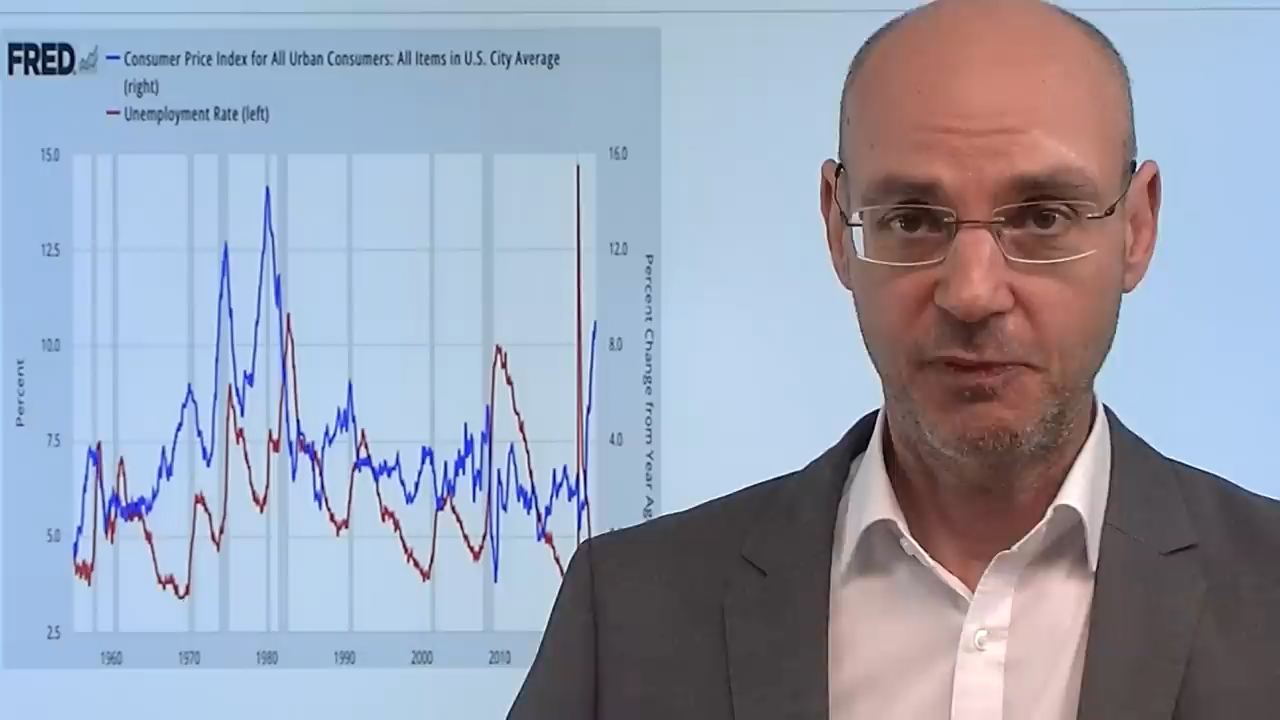 FRED
Consumer Price Index for All Urban Consumers: All Items in U.S. City Average
(right)
Unemployment Rate (left)
15.0
16.0
12.5
12.0
10.0
8.0
7.5
4.0
5.0
2.5
Percent
Percent Change from Year Ag
1960
1970
1980
1990
2000
2010